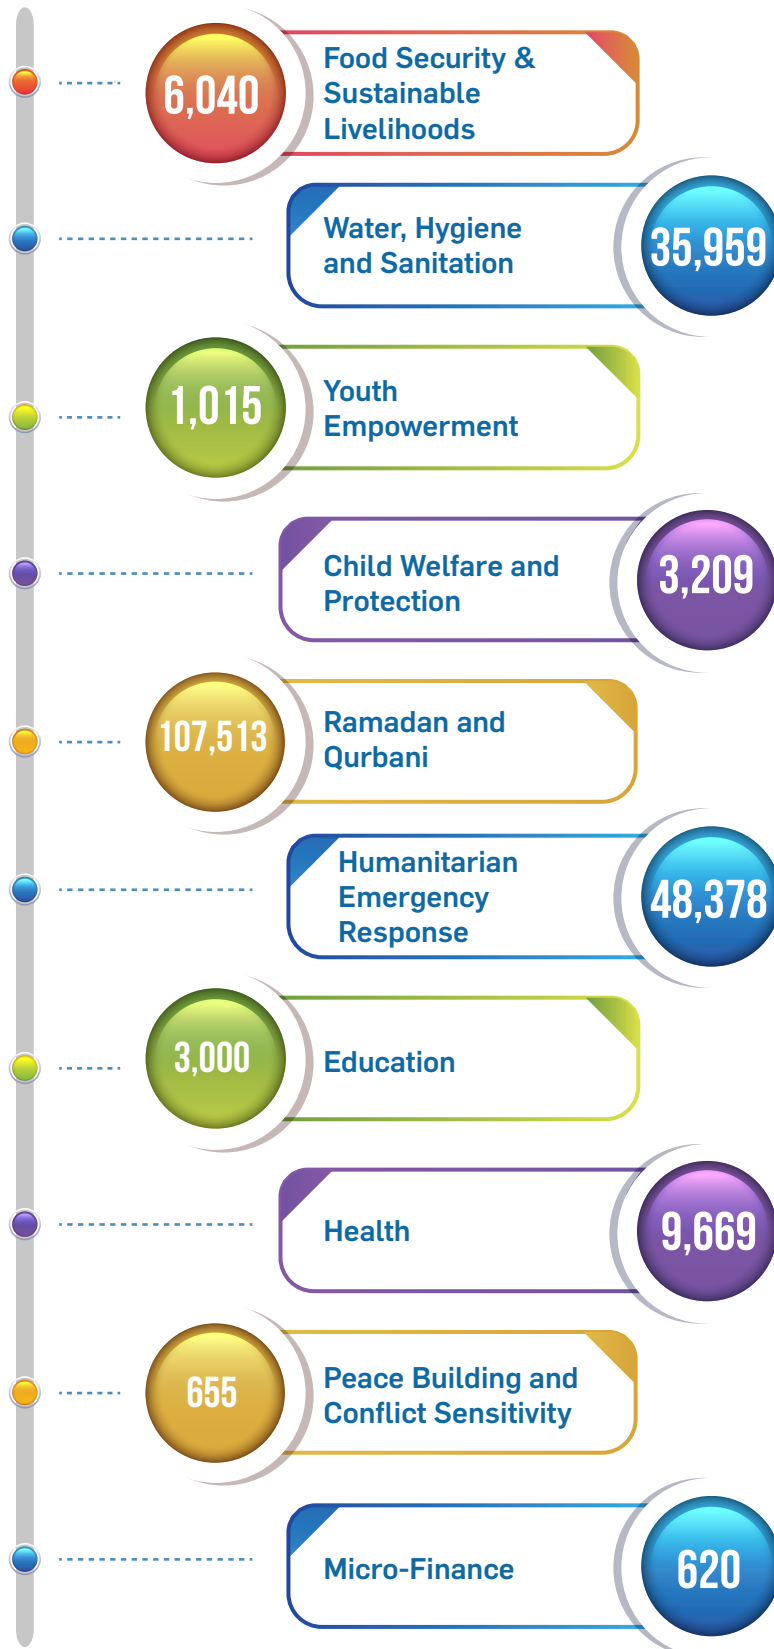 6,040
Food Security &
Sustainable
Livelihoods
Water, Hygiene
and Sanitation
35,959
1,015
Youth
Empowerment
Child Welfare and
Protection
3,209
107,513
Ramadan and
Qurbani
Humanitarian
Emergency
Response
48,378
3,000
Education
Health
9,669
655
Peace Building and
Conflict Sensitivity
Micro-Finance
620